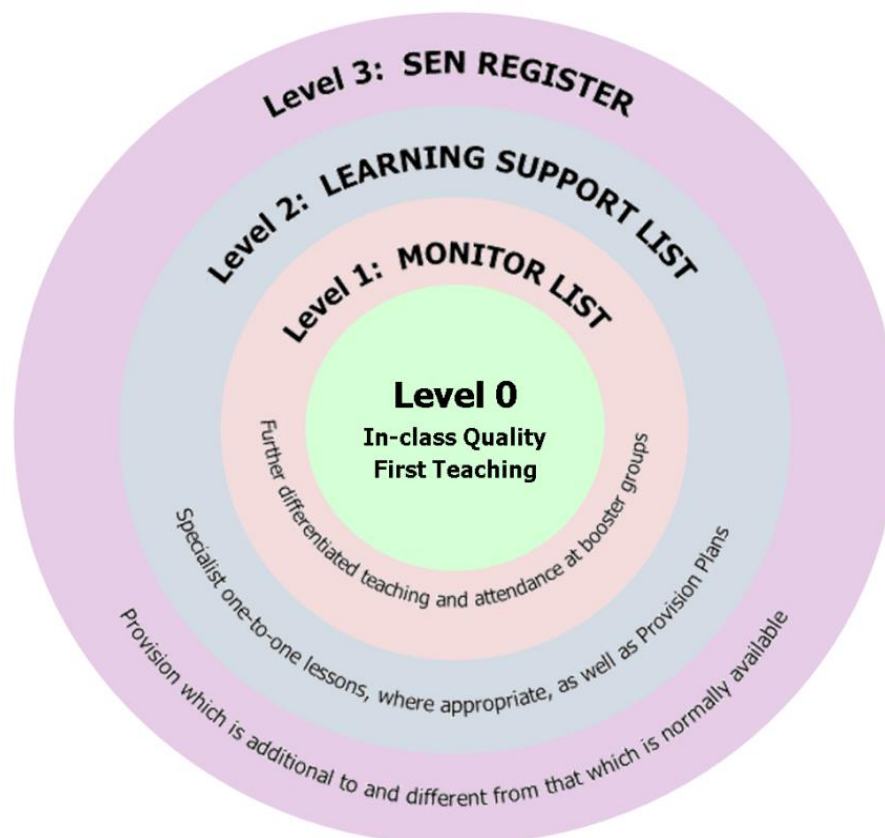 Level 3: SEN REGISTER
Level 2: LEARNING SUPPORT LIST
Level 1: MONITOR LIST
Level 0
In-class Quality
First Teaching
Further differentiated teaching and attendance at booster groups
Specialist one-to-one lessons, where appropriate, as well as Provision Plans
Provision which is additional to and different from that which is normally available